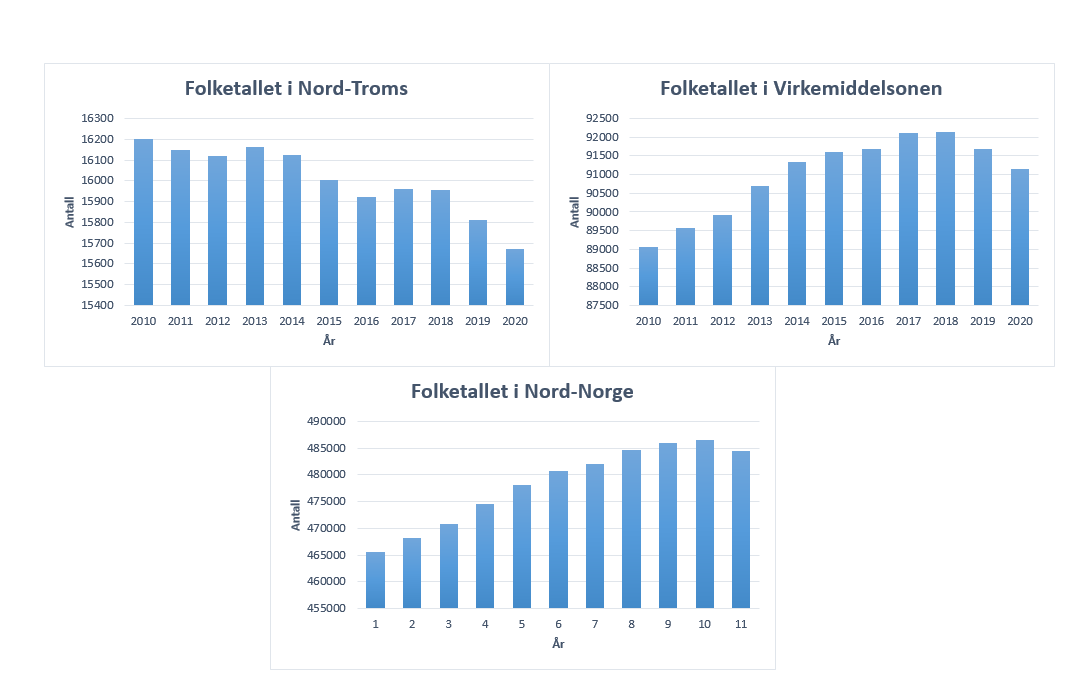 Folketallet i Nord-Troms
16300
16200
16100
16000
15900
15800
15700
15600
15500
15400
Antall
2010 2011 2012 2013 2014 2015 2016 2017 2018 2019 2020
År
Folketallet i Virkemiddelsonen
92500
92000
91500
91000
90500
90000
89500
89000
88500
88000
87500
Antall
2010 2011 2012 2013 2014 2015 2016 2017 2018 2019 2020
År
Folketallet i Nord-Norge
490000
485000
480000
475000
470000
465000
460000
455000
Antall
1 2 3 4 5 6 7 8 9 10 11
År